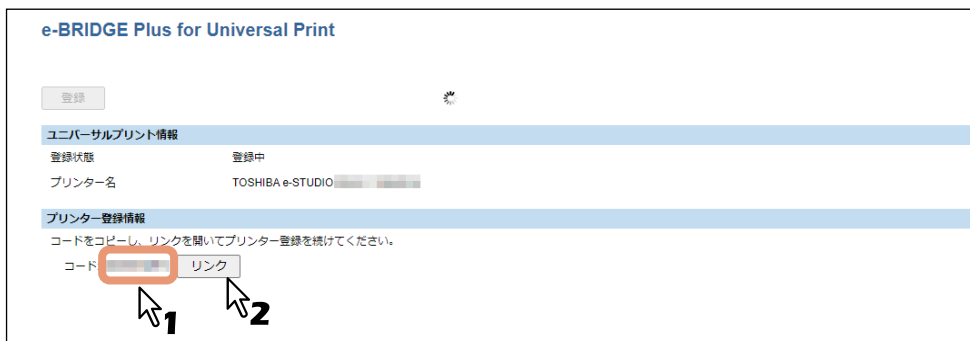 e-BRIDGE Plus for Universal Print
登録
ユニバーサルプリント情報
登録状態 登録中
プリンター名 TOSHIBA e-STUDIO
プリンター登録情報
コードをコピーし、リンクを開いてプリンター登録を続けてください。
コード リンク
1 2